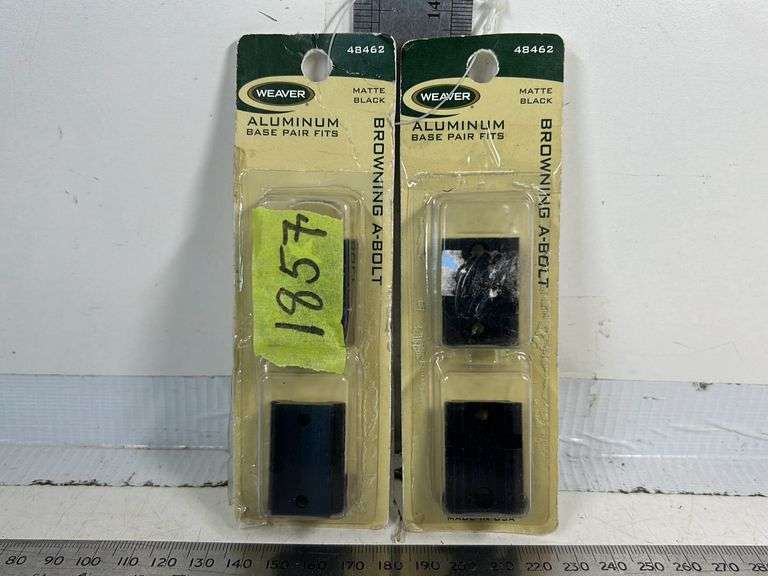 14
48462
WEAVER
MATTE
BLACK
ALUMINUM
BASE PAIR FITS
BROWNING A-BOLT
1857
48462
WEAVER
MATTE
BLACK
ALUMINUM
BASE PAIR FITS
BROWNING A-BOLT
MADE IN USA
80 90 100 110 120 130 140 150 160 170 180 190 200 210 220 230 240 250 260 270 28